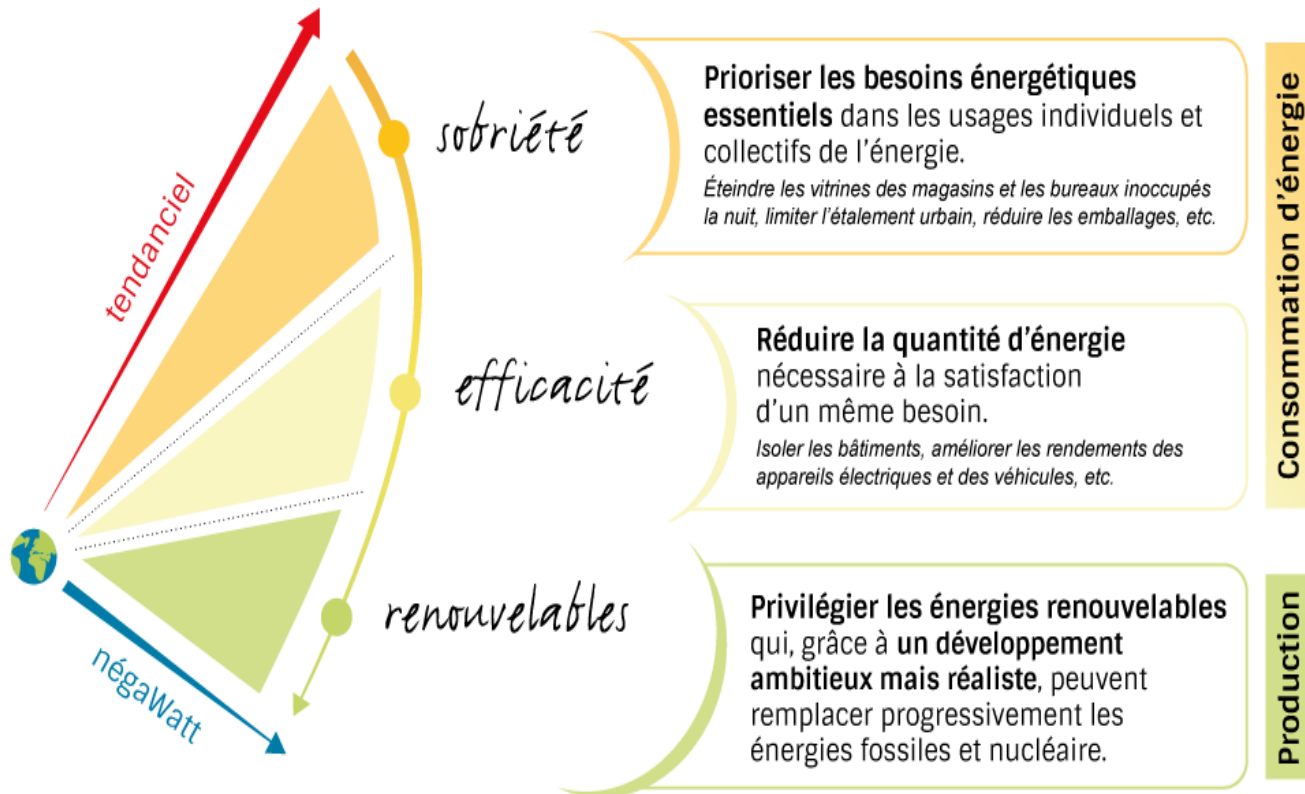 tendanciel
négaWatt
sobriété
Prioriser les besoins énergétiques
essentiels dans les usages individuels et
collectifs de l’énergie.
Éteindre les vitrines des magasins et les bureaux inoccupés
la nuit, limiter l’étalement urbain, réduire les emballages, etc.
efficacité
Réduire la quantité d’énergie
nécessaire à la satisfaction
d’un même besoin.
Isoler les bâtiments, améliorer les rendements des
appareils électriques et des véhicules, etc.
Consommation d’énergie
renouvelables
Privilégier les énergies renouvelables
qui, grâce à un développement
ambitieux mais réaliste, peuvent
remplacer progressivement les
énergies fossiles et nucléaire.
Production